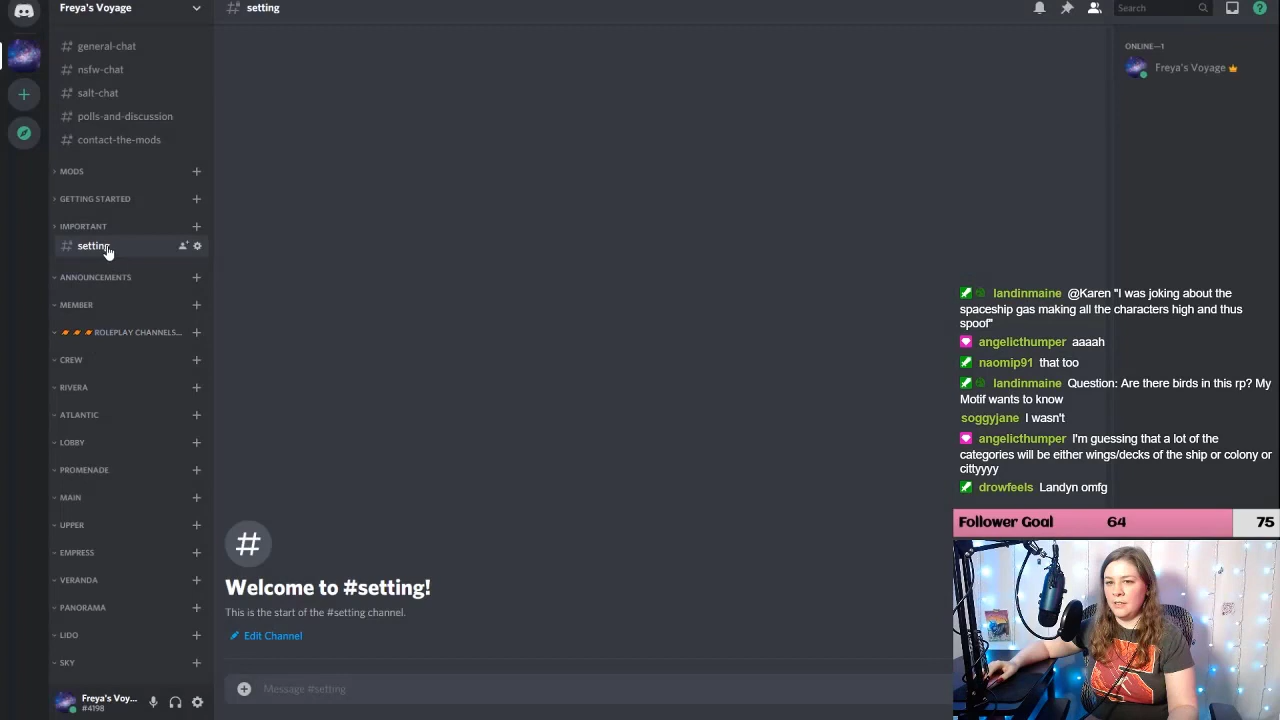 Freya's Voyage
setting
Search
general-chat
nsfw-chat
salt-chat
polls-and-discussion
contact-the-mods
MODS
GETTING STARTED
IMPORTANT
setting
ANNOUNCEMENTS
MEMBER
ROLEPLAY CHANNELS...
CREW
RIVERA
ATLANTIC
LOBBY
PROMENADE
MAIN
UPPER
EMPRESS
VERANDA
PANORAMA
LIDO
SKY
Freya's Voy...
#4198
Welcome to #setting!
This is the start of the #setting channel.
Edit Channel
Message #setting
ONLINE—1
Freya's Voyage
landinmaine @Karen "I was joking about the
spaceship gas making all the characters high and thus
spoof"
angelicthumper aaaah
naomip91 that too
landinmaine Question: Are there birds in this rp? My
Motif wants to know
soggyjane I wasn't
angelicthumper I'm guessing that a lot of the
categories will be either wings/decks of the ship or colony or
cittyyyy
drowfeels Landyn omfg
Follower Goal 64 75